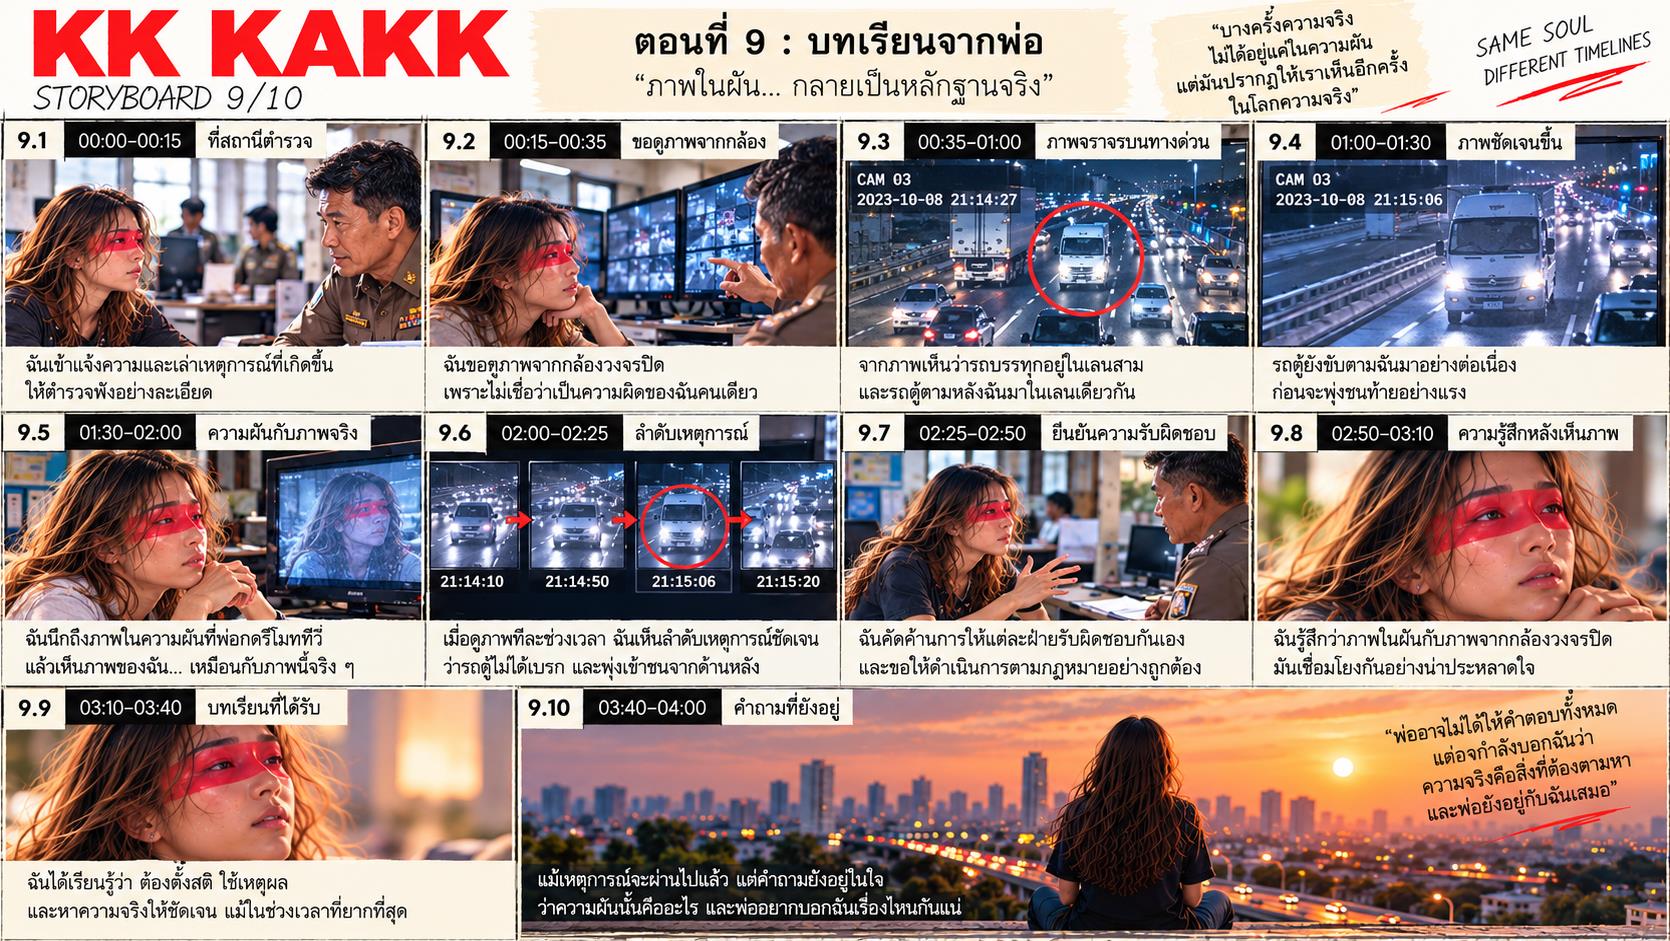 KK KAKK
STORYBOARD 9/10
ตอนที่ 9 : บทเรียนจากพ่อ
“ภาพในฝัน... กลายเป็นหลักฐานจริง”
“บางครั้งความจริง
ไม่ได้อยู่แค่ในความฝัน
แต่มันปรากฏให้เราเห็นอีกครั้ง
ในโลกความจริง”
SAME SOUL
DIFFERENT TIMELINES
9.1 00:00–00:15 ที่สถานีตำรวจ
ฉันเข้าแจ้งความและเล่าเหตุการณ์ที่เกิดขึ้น
ให้ตำรวจฟังอย่างละเอียด
9.2 00:15–00:35 ขอดูภาพจากกล้อง
ฉันขอฑูภาพจากกล้องวงจรปิด
เพราะไม่เชื่อว่าเป็นความผิดของฉันคนเดียว
9.3 00:35–01:00 ภาพจราจรบนทางด่วน
CAM 03
2023-10-08 21:14:27
จากภาพเห็นว่ารถบรรทุกอยู่ในเลนสาม
และรถตู้ตามหลังฉันมาในเลนเดียวกัน
9.4 01:00–01:30 ภาพชัดเจนขึ้น
CAM 03
2023-10-08 21:15:06
รถตู้ยังขับตามฉันมาอย่างต่อเนื่อง
ก่อนจะพุ่งชนท้ายอย่างแรง
9.5 01:30–02:00 ความฝันกับภาพจริง
ฉันนึกถึงภาพในความฝันที่พ่อกดรีโมททีวี่
แล้วเห็นภาพของฉัน... เหมือนกับภาพนี้จริง ๆ
9.6 02:00–02:25 ลำดับเหตุการณ์
21:14:10 21:14:50 21:15:06 21:15:20
เมื่อดูภาพทีละช่วงเวลา ฉันเห็นลำดับเหตุการณ์ชัดเจน
ว่ารถตู้ไม่ได้เบรก และพุ่งเข้าชนจากด้านหลัง
9.7 02:25–02:50 ยืนยันความรับผิดชอบ
ฉันคัดค้านการให้แต่ละฝ่ายรับผิดชอบกันเอง
และขอให้ดำเนินการตามกฎหมายอย่างถูกต้อง
9.8 02:50–03:10 ความรู้สึกหลังเห็นภาพ
ฉันรู้สึกว่าภาพในฝันกับภาพจากกล้องวงจรปิด
มันเชื่อมโยงกันอย่างน่าประหลาดใจ
9.9 03:10–03:40 บทเรียนที่ได้รับ
ฉันได้เรียนรู้ว่า ต้องตั้งสติ ใช้เหตุผล
และหาความจริงให้ชัดเจน แม้ในช่วงเวลาที่ยากที่สุด
9.10 03:40–04:00 คำถามที่ยังอยู่
“พ่ออาจไม่ได้ให้คำตอบทั้งหมด
แต่อจกำลังบอกฉันว่า
ความจริงคือสิ่งที่ต้องตามหา
และพ่อยังอยู่กับฉันเสมอ”
แม้เหตุการณ์จะผ่านไปแล้ว แต่คำถามยังอยู่ในใจ
ว่าความฝันนั้นคืออะไร และพ่ออยากบอกฉันเรื่องไหนกันแน่